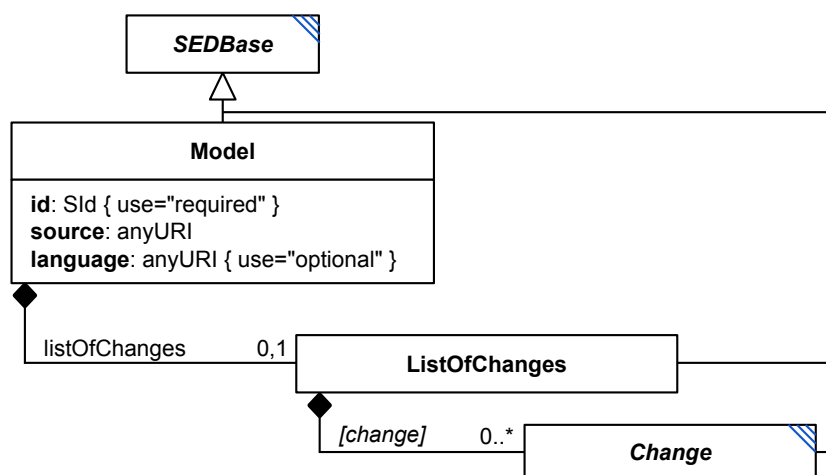 SEDBase
Model
id: SId { use="required" }
source: anyURI
language: anyURI { use="optional" }
listOfChanges 0,1
ListOfChanges
[change] 0..*
Change